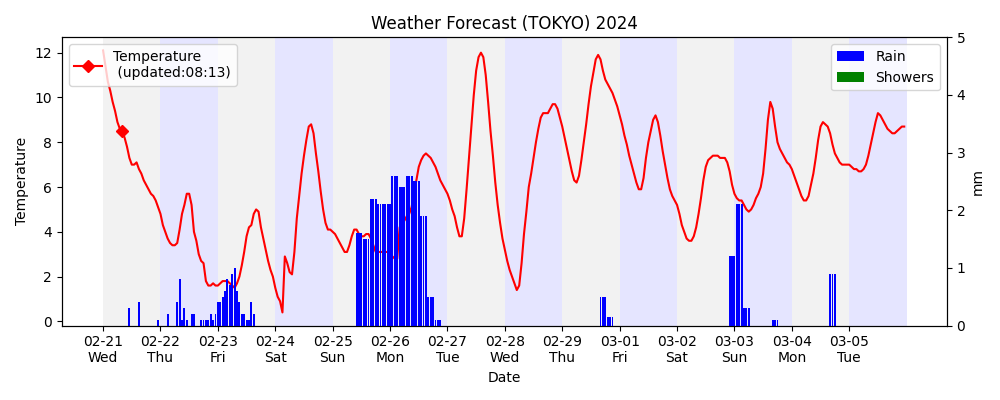 Weather Forecast (TOKYO) 2024
Temperature
(updated:08:13)
Rain
Showers
Temperature
12
10
8
6
4
2
0
5
4
3
2
1
0
mm
02-21 02-22 02-23 02-24 02-25 02-26 02-27 02-28 02-29 03-01 03-02 03-03 03-04 03-05
Wed Thu Fri Sat Sun Mon Tue Wed Thu Fri Sat Sun Mon Tue
Date